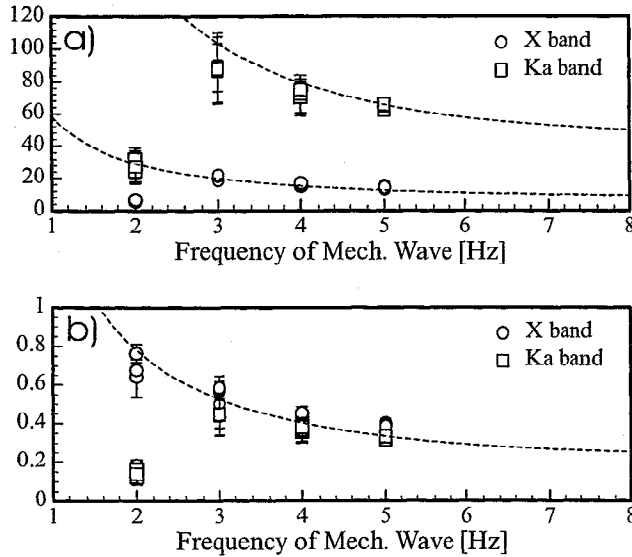 120
a)
X band
100
Ka band
80
60
40
20
0
1 2 3 4 5 6 7 8
Frequency of Mech. Wave [Hz]
1
b)
X band
0.8
Ka band
0.6
0.4
0.2
0
1 2 3 4 5 6 7 8
Frequency of Mech. Wave [Hz]